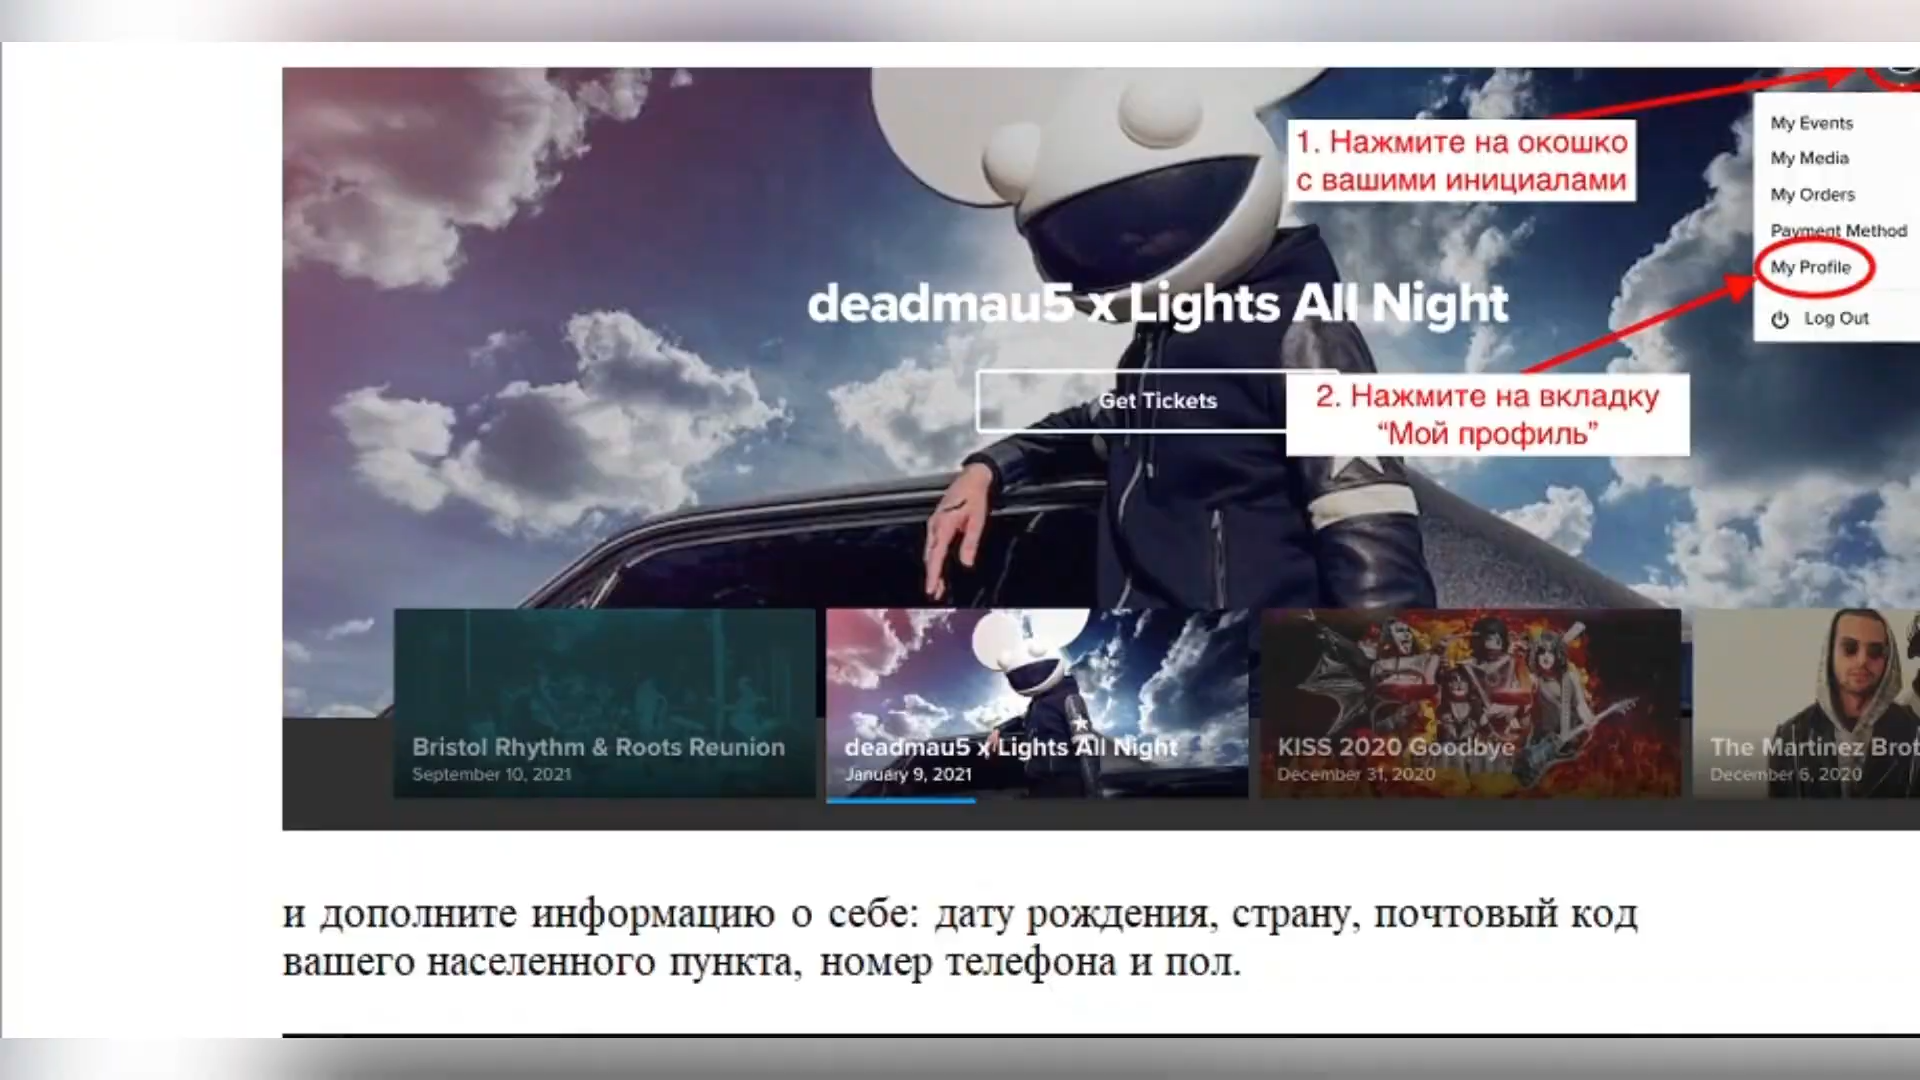 1. Нажмите на окошко
с вашими инициалами
My Events
My Media
My Orders
Payment Method
My Profile
Log Out
deadmau5 x Lights All Night
Get Tickets
2. Нажмите на вкладку
“Мой профиль”
Bristol Rhythm & Roots Reunion
September 10, 2021
deadmau5 x Lights All Night
January 9, 2021
KISS 2020 Goodbye
December 31, 2020
The Martinez Brot
December 6, 2020
и дополните информацию о себе: дату рождения, страну, почтовый код
вашего населенного пункта, номер телефона и пол.